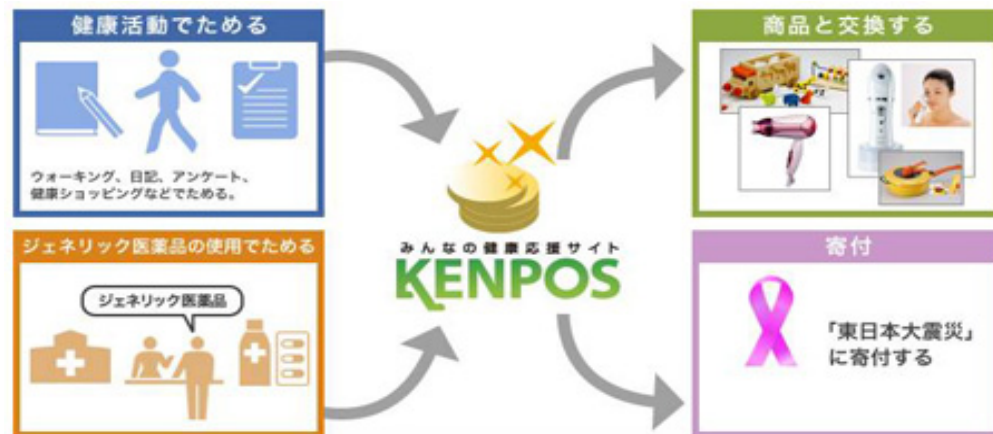 健康活動でためる
ウォーキング、日記、アンケート、
健康ショッピングなどでためる。
ジェネリック医薬品の使用でためる
ジェネリック医薬品
みんなの健康応援サイト
KENPOS
商品と交換する
寄付
「東日本大震災」
に寄付する